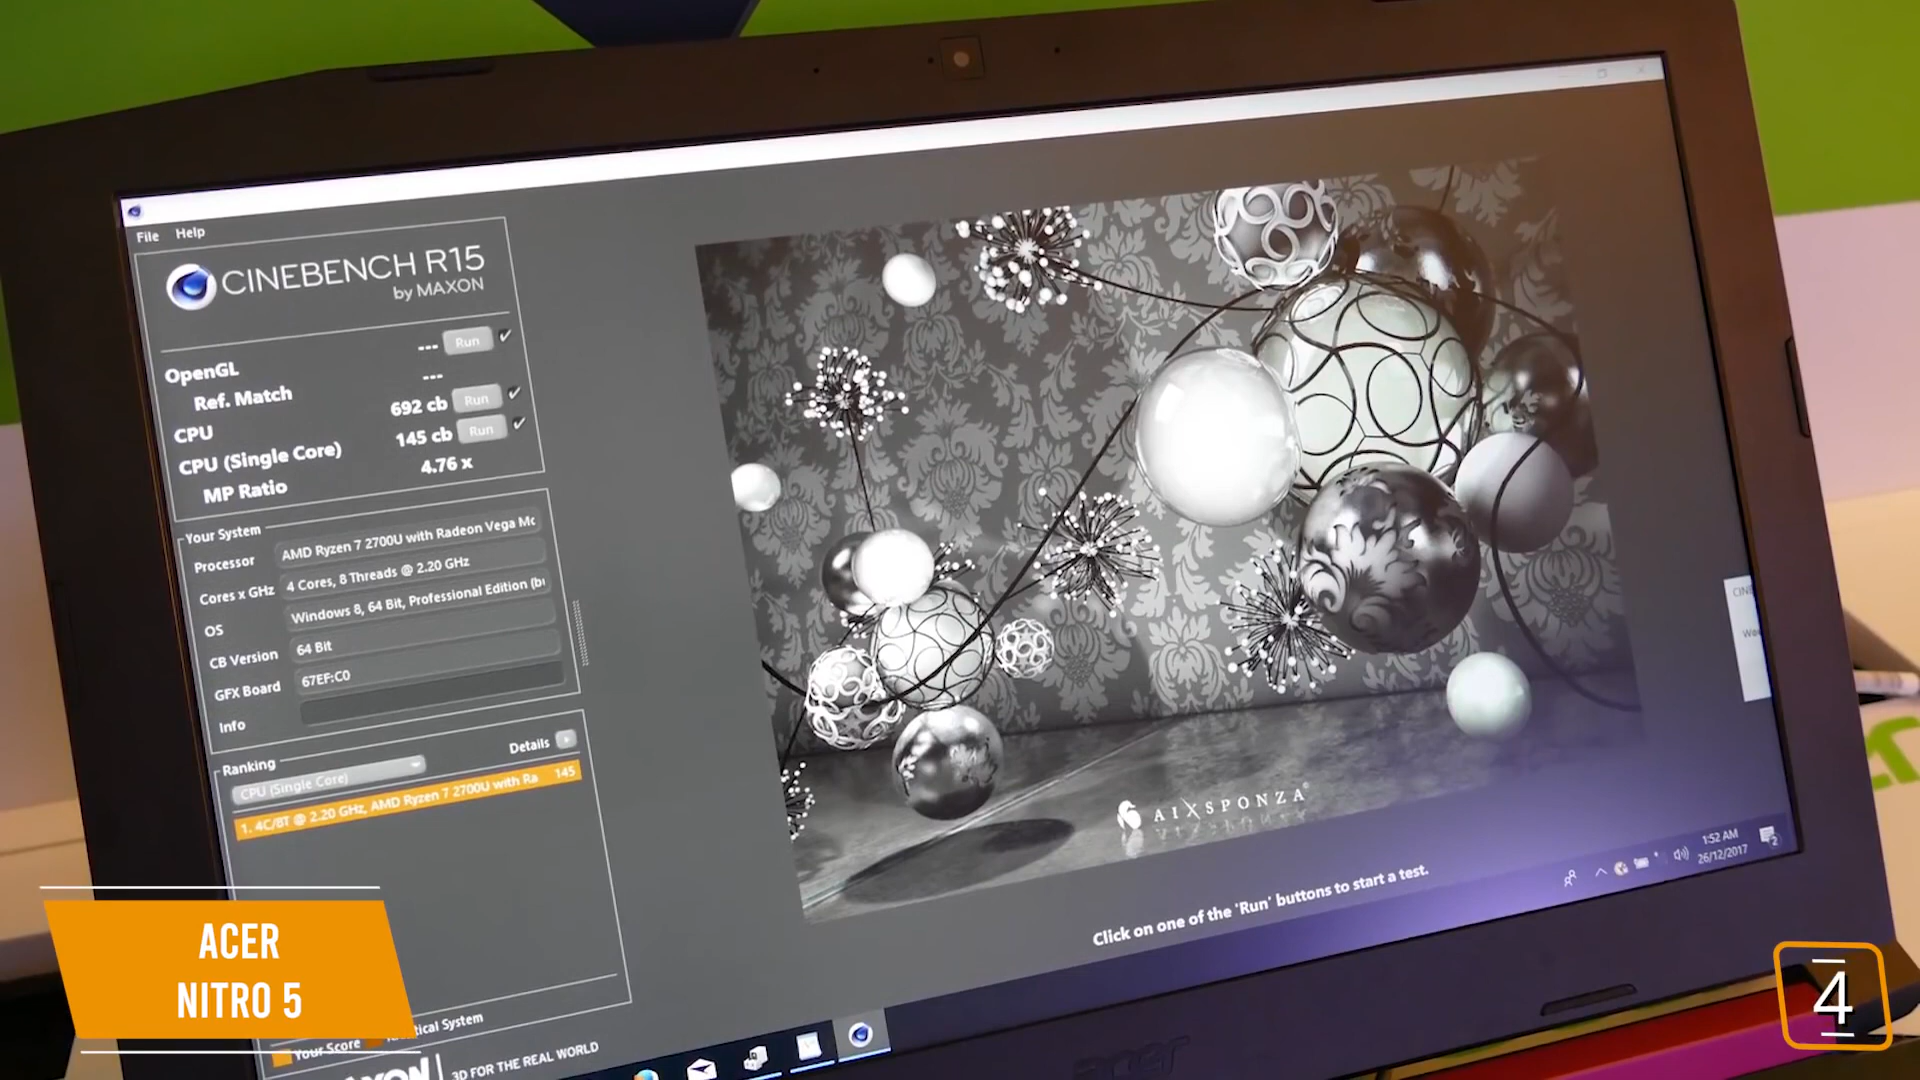 File Help
CINEBENCH R15
by MAXON
OpenGL --- Run
Ref. Match ---
CPU 692 cb Run
CPU (Single Core) 145 cb Run
MP Ratio 4.76 x
Your System
Processor AMD Ryzen 7 2700U with Radeon Vega Mo
Cores x GHz 4 Cores, 8 Threads @ 2.20 GHz
OS Windows 8, 64 Bit, Professional Edition (bu
CB Version 64 Bit
GFX Board 67EF:C0
Info
Ranking Details
CPU (Single Core)
1. 4C/8T @ 2.20 GHz, AMD Ryzen 7 2700U with Ra 145
Your Score
tical System
3D FOR THE REAL WORLD
AIXSPONZA
Click on one of the 'Run' buttons to start a test.
1:52 AM
26/12/2017
2
acer
ACER
NITRO 5
4